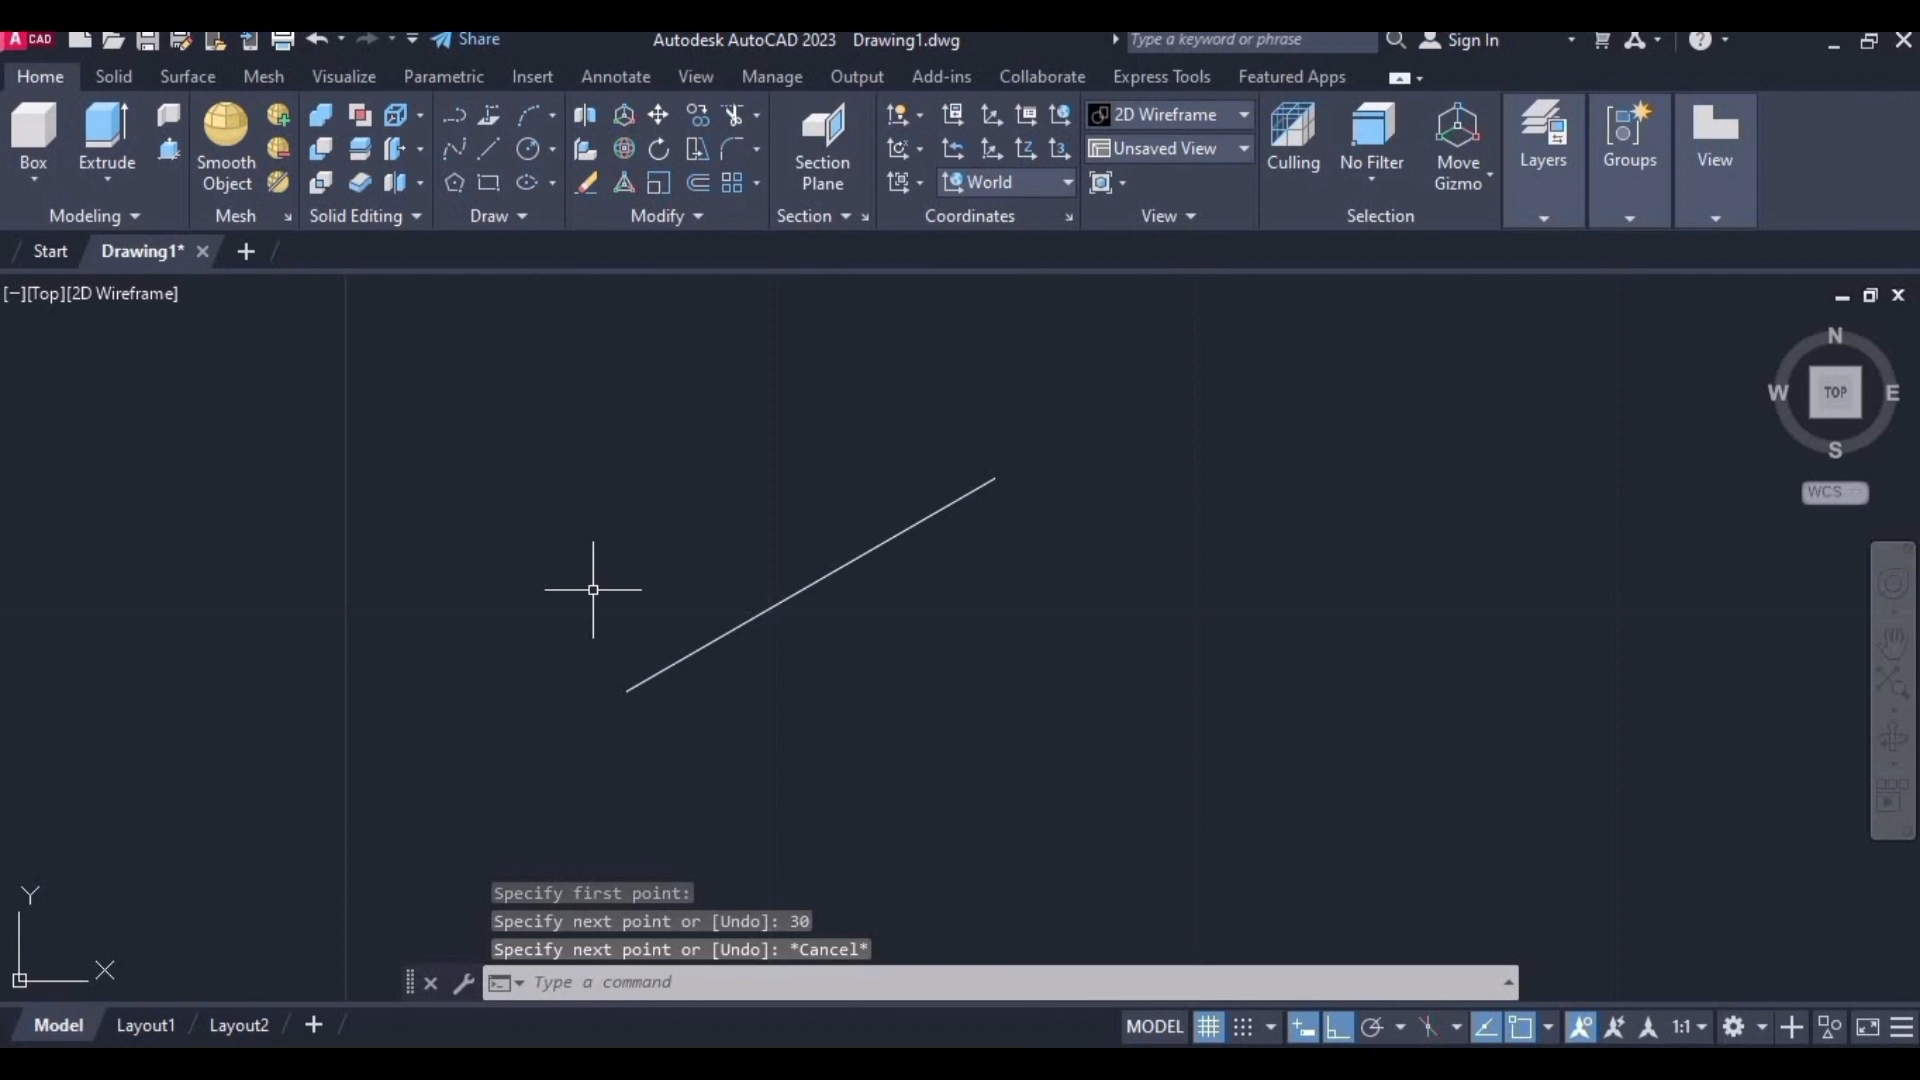 A CAD Share Autodesk AutoCAD 2023 Drawing1.dwg Type a keyword or phrase Sign In
Home Solid Surface Mesh Visualize Parametric Insert Annotate View Manage Output Add-ins Collaborate Express Tools Featured Apps
2D Wireframe
Unsaved View
World
Box
Extrude
Smooth
Object
Section
Plane
Culling
No Filter
Move
Gizmo
Layers
Groups
View
Modeling Mesh Solid Editing Draw Modify Section Coordinates View Selection
Start Drawing1* +
[−][Top][2D Wireframe]
N
W TOP E
S
WCS
Y
X
Specify first point:
Specify next point or [Undo]: 30
Specify next point or [Undo]: *Cancel*
Type a command
Model Layout1 Layout2 + MODEL 1:1